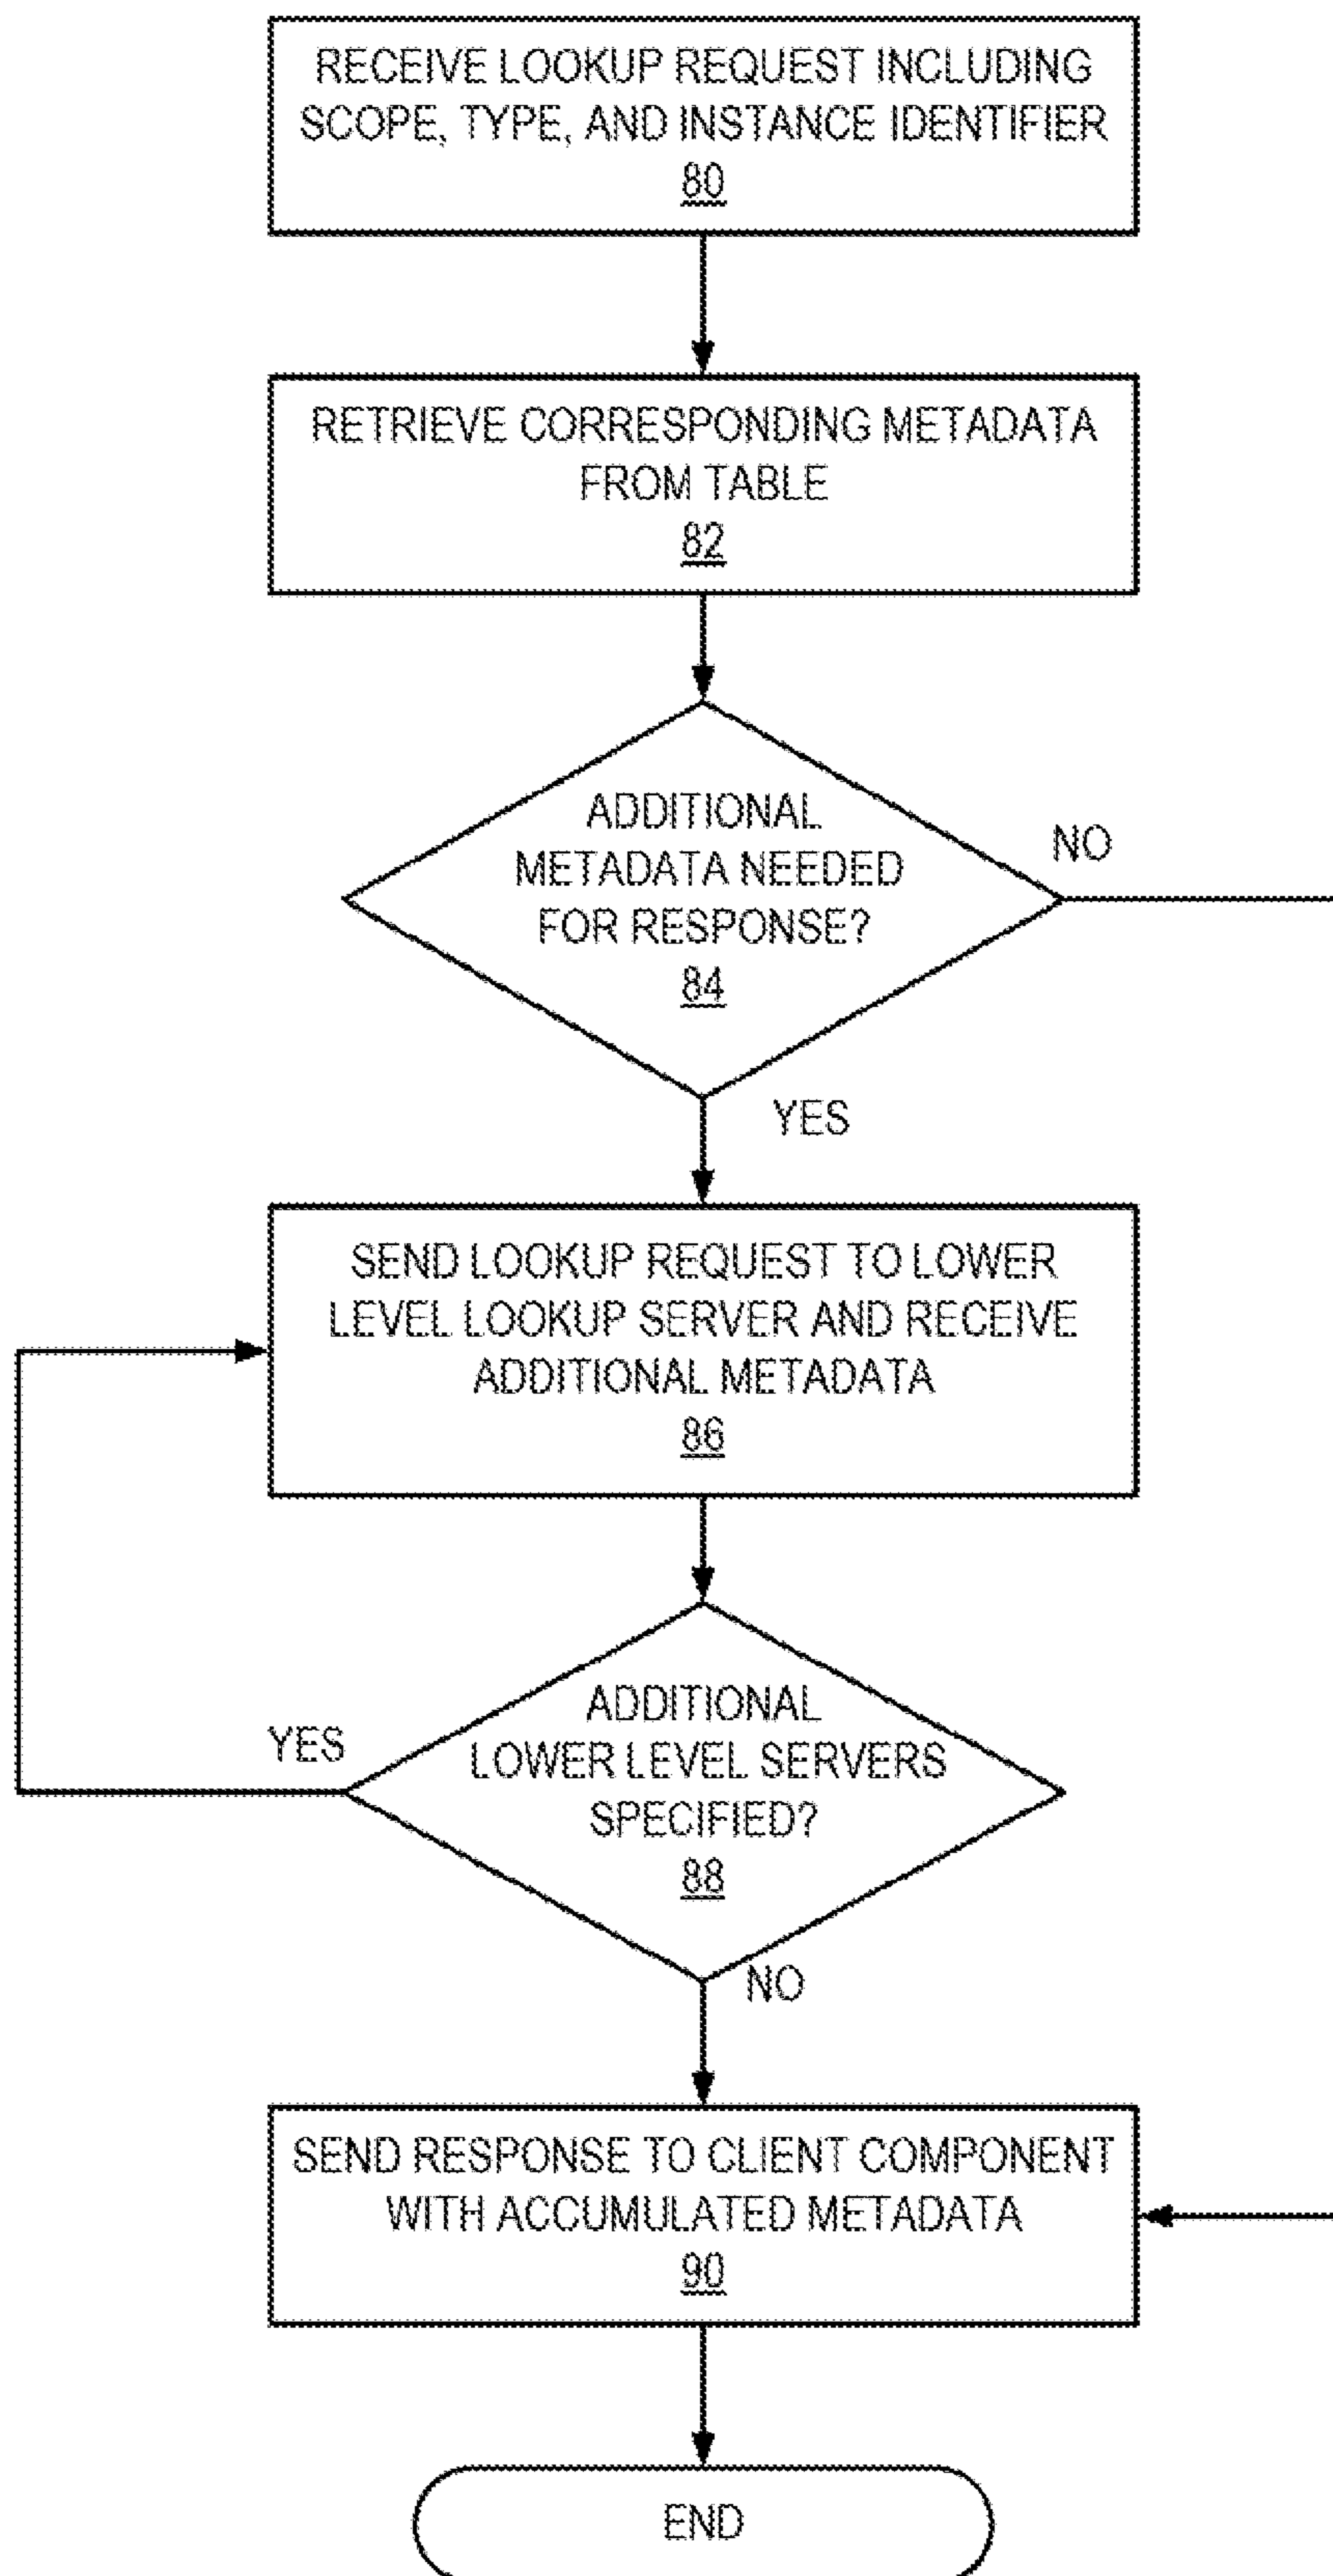 RECEIVE LOOKUP REQUEST INCLUDING
SCOPE, TYPE, AND INSTANCE IDENTIFIER
80
RETRIEVE CORRESPONDING METADATA
FROM TABLE
82
ADDITIONAL
METADATA NEEDED
FOR RESPONSE?
84
NO
YES
SEND LOOKUP REQUEST TO LOWER
LEVEL LOOKUP SERVER AND RECEIVE
ADDITIONAL METADATA
86
ADDITIONAL
LOWER LEVEL SERVERS
SPECIFIED?
88
YES
NO
SEND RESPONSE TO CLIENT COMPONENT
WITH ACCUMULATED METADATA
90
END